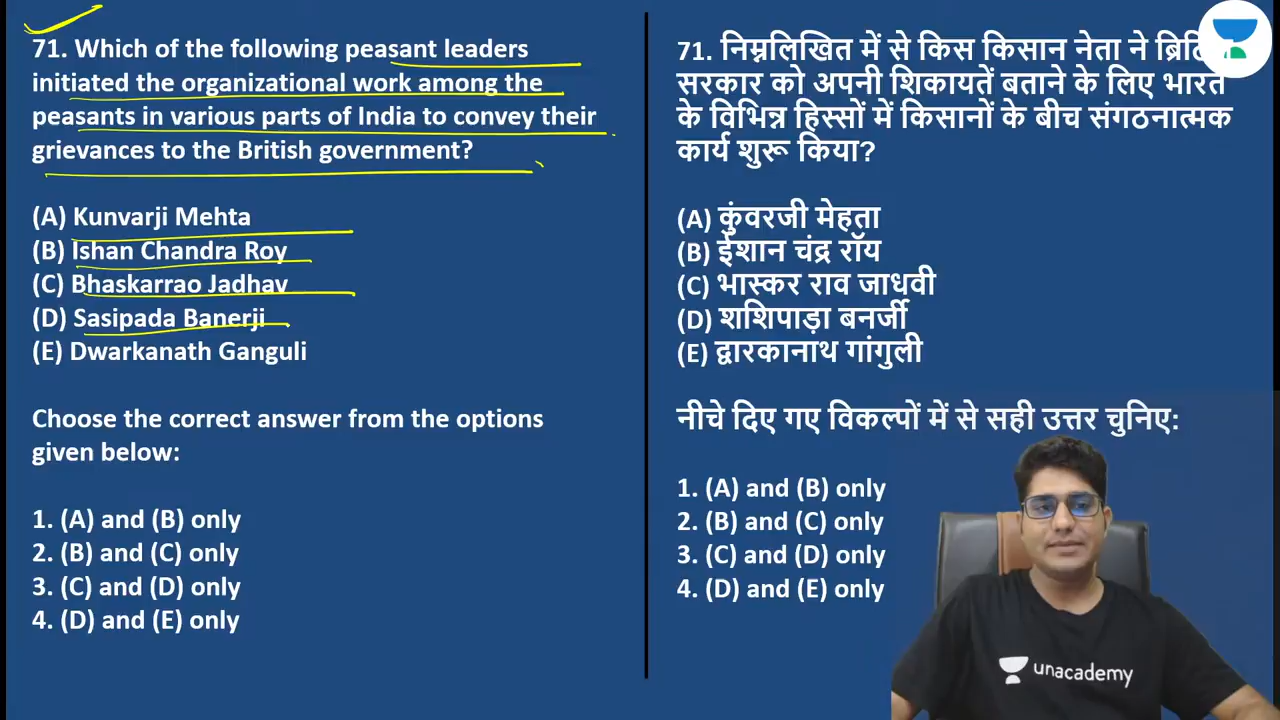 71. Which of the following peasant leaders
initiated the organizational work among the
peasants in various parts of India to convey their
grievances to the British government?
(A) Kunvarji Mehta
(B) Ishan Chandra Roy
(C) Bhaskarrao Jadhav
(D) Sasipada Banerji
(E) Dwarkanath Ganguli
Choose the correct answer from the options
given below:
1. (A) and (B) only
2. (B) and (C) only
3. (C) and (D) only
4. (D) and (E) only
71. निम्नलिखित में से किस किसान नेता ने
सरकार को अपनी शिकायतें बताने के लिए भारत
के विभिन्न हिस्सों में किसानों के बीच संगठनात्मक
कार्य शुरू किया?
(A) कुंवरजी मेहता
(B) ईशान चंद्र रॉय
(C) भास्कर राव जाधवी
(D) शशिपाड़ा बनर्जी
(E) द्वारकानाथ गांगुली
नीचे दिए गए विकल्पों में से सही उत्तर चुनिए:
1. (A) and (B) only
2. (B) and (C) only
3. (C) and (D) only
4. (D) and (E) only
unacademy